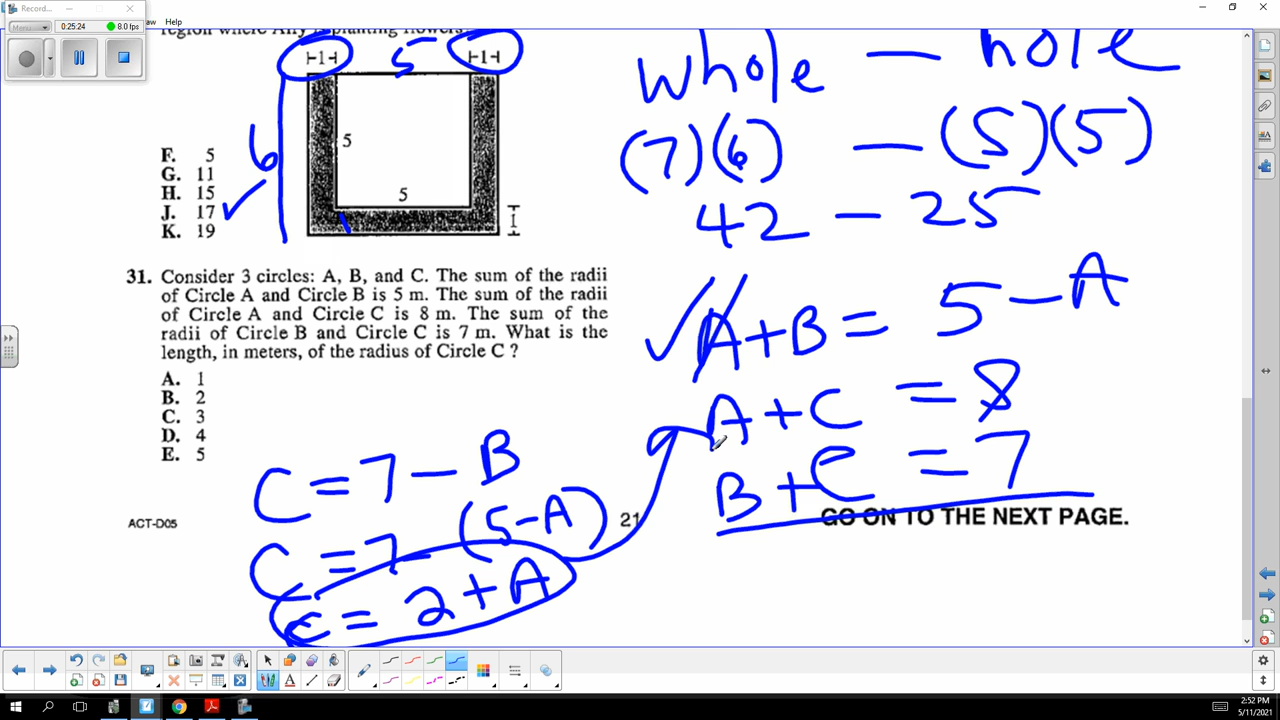 Record...
Menu
0:25:24
8.0 fps
aw Help
region where Amy is planting flowers?
1 5 1
whole — hole
6
5
(7)(6) — (5)(5)
5
F. 5
G. 11
H. 15
J. 17
K. 19
1
42 — 25
31. Consider 3 circles: A, B, and C. The sum of the radii
of Circle A and Circle B is 5 m. The sum of the radii
of Circle A and Circle C is 8 m. The sum of the
radii of Circle B and Circle C is 7 m. What is the
length, in meters, of the radius of Circle C ?
A. 1
B. 2
C. 3
D. 4
E. 5
A + B = 5 — A
A + C = 8
B + C = 7
C = 7 — B
C = 7 — (5-A)
C = 2 + A
ACT-D05
21
GO ON TO THE NEXT PAGE.
2:52 PM
5/11/2021